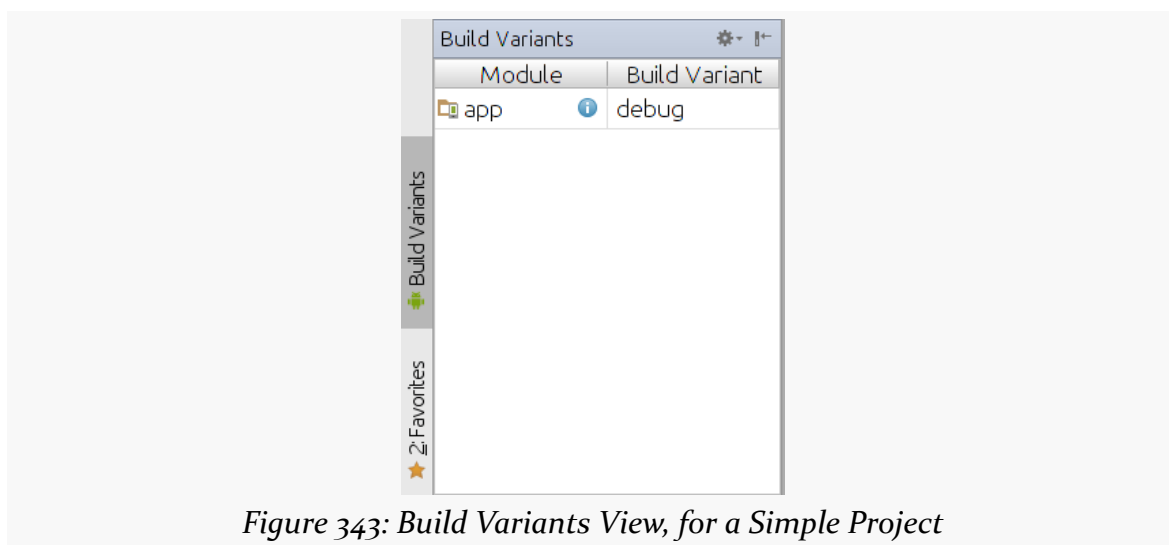 Build Variants
Module Build Variant
app debug
Build Variants
2: Favorites
Figure 343: Build Variants View, for a Simple Project